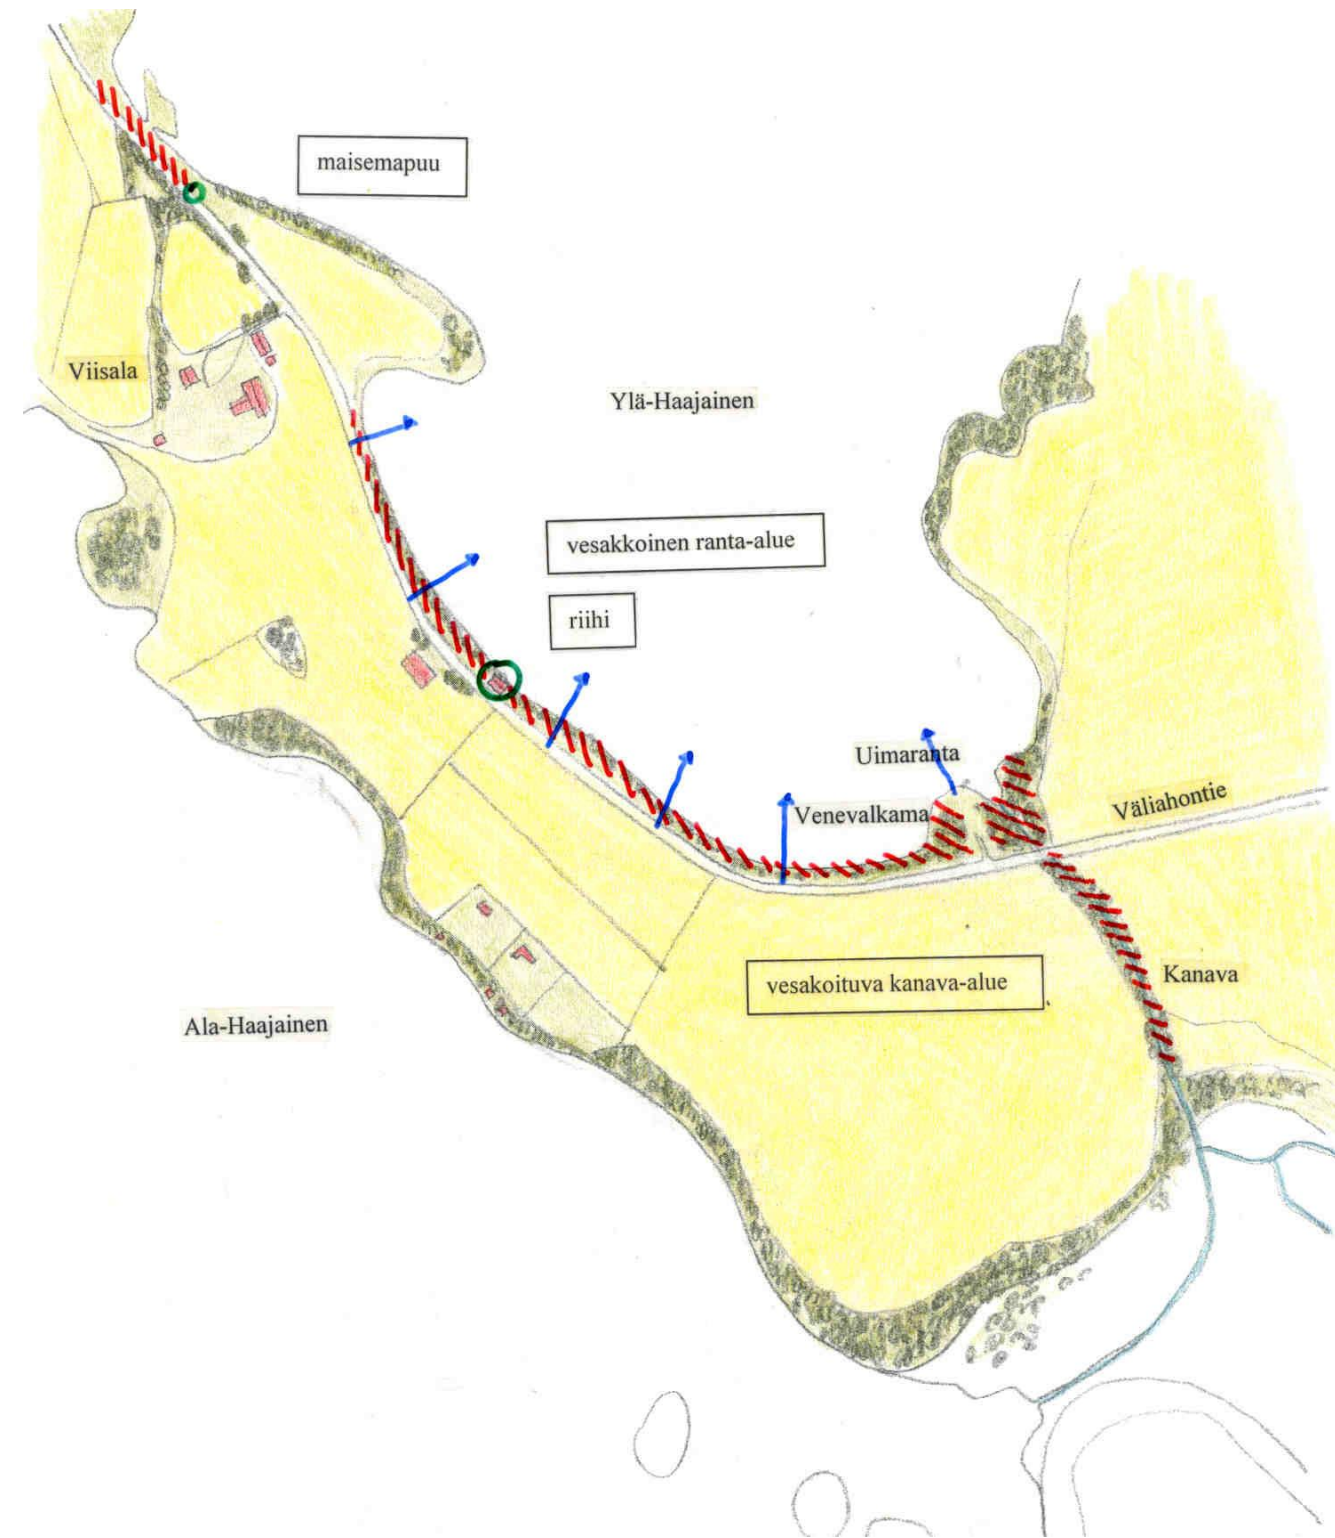 maisemapuu
Viisala
Ylä-Haajainen
vesakkoinen ranta-alue
riihi
Uimaranta
Venevalkama
Väliahontie
vesakoituva kanava-alue
Kanava
Ala-Haajainen